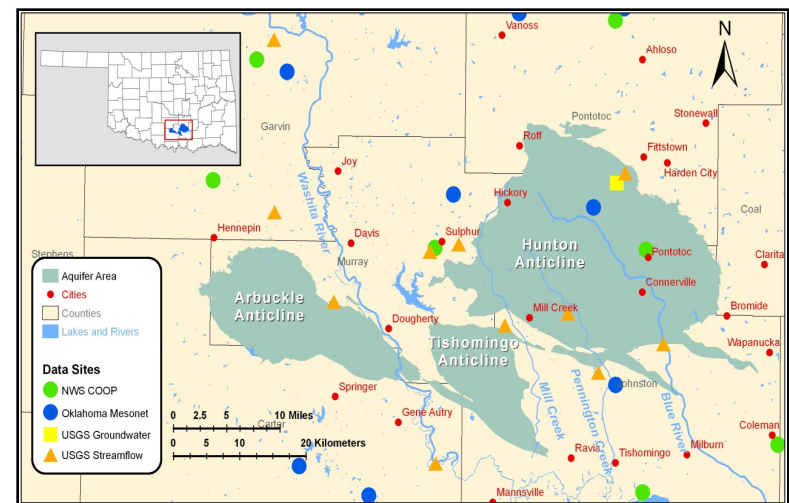 Vanoss
Ahloso
N
Stonewall
Pontotoc
Garvin
Roff
Fittstown
Harden City
Joy
Washita River
Hickory
Coal
Hennepin
Davis
Sulphur
Hunton
Anticline
Pontotoc
Clarita
Stephens
Murray
Connerville
Arbuckle
Anticline
Mill Creek
Bromide
Dougherty
Tishomingo
Anticline
Wapanucka
Johnston
Mill Creek
Pennington Creek
Blue River
Springer
Gene Autry
Carter
Coleman
Ravia
Tishomingo
Milburn
Mannsville
Aquifer Area
Cities
Counties
Lakes and Rivers
Data Sites
NWS COOP
Oklahoma Mesonet
USGS Groundwater
USGS Streamflow
0 2.5 5 10 Miles
0 5 10 20 Kilometers